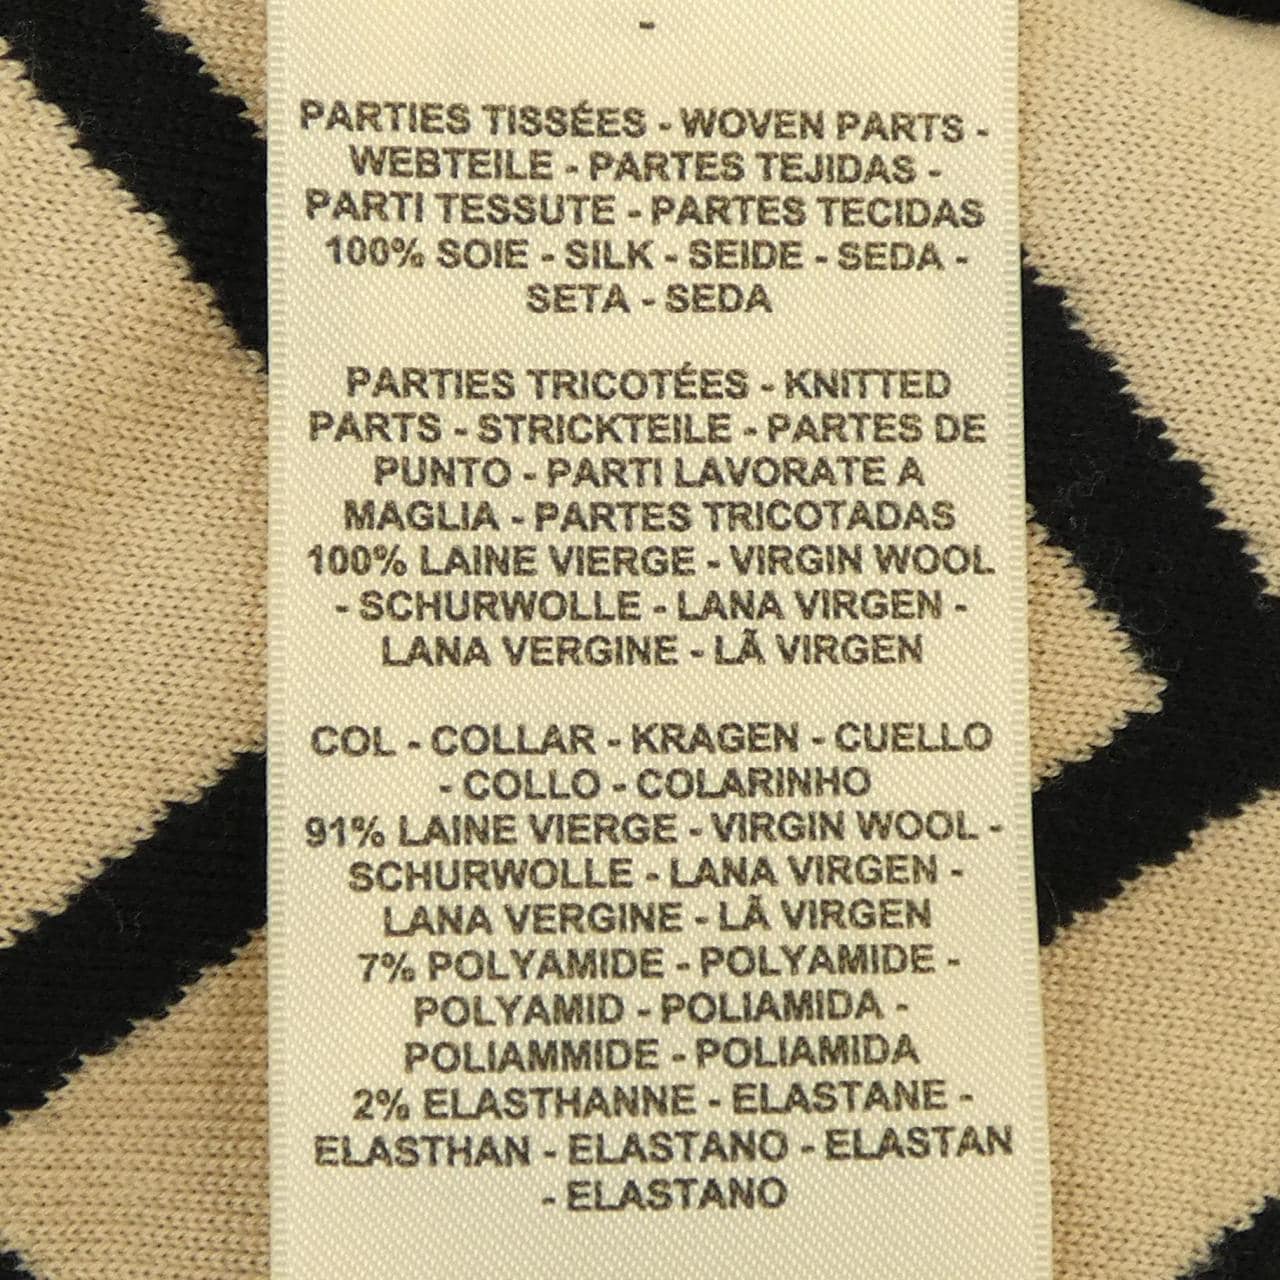 -
PARTIES TISSÉES - WOVEN PARTS -
WEBTEILE - PARTES TEJIDAS -
PARTI TESSUTE - PARTES TECIDAS
100% SOIE - SILK - SEIDE - SEDA -
SETA - SEDA
PARTIES TRICOTÉES - KNITTED
PARTS - STRICKTEILE - PARTES DE
PUNTO - PARTI LAVORATE A
MAGLIA - PARTES TRICOTADAS
100% LAINE VIERGE - VIRGIN WOOL
- SCHURWOLLE - LANA VIRGEN -
LANA VERGINE - LÃ VIRGEN
COL - COLLAR - KRAGEN - CUELLO
- COLLO - COLARINHO
91% LAINE VIERGE - VIRGIN WOOL -
SCHURWOLLE - LANA VIRGEN -
LANA VERGINE - LÃ VIRGEN
7% POLYAMIDE - POLYAMIDE -
POLYAMID - POLIAMIDA -
POLIAMMIDE - POLIAMIDA
2% ELASTHANNE - ELASTANE -
ELASTHAN - ELASTANO - ELASTAN
- ELASTANO